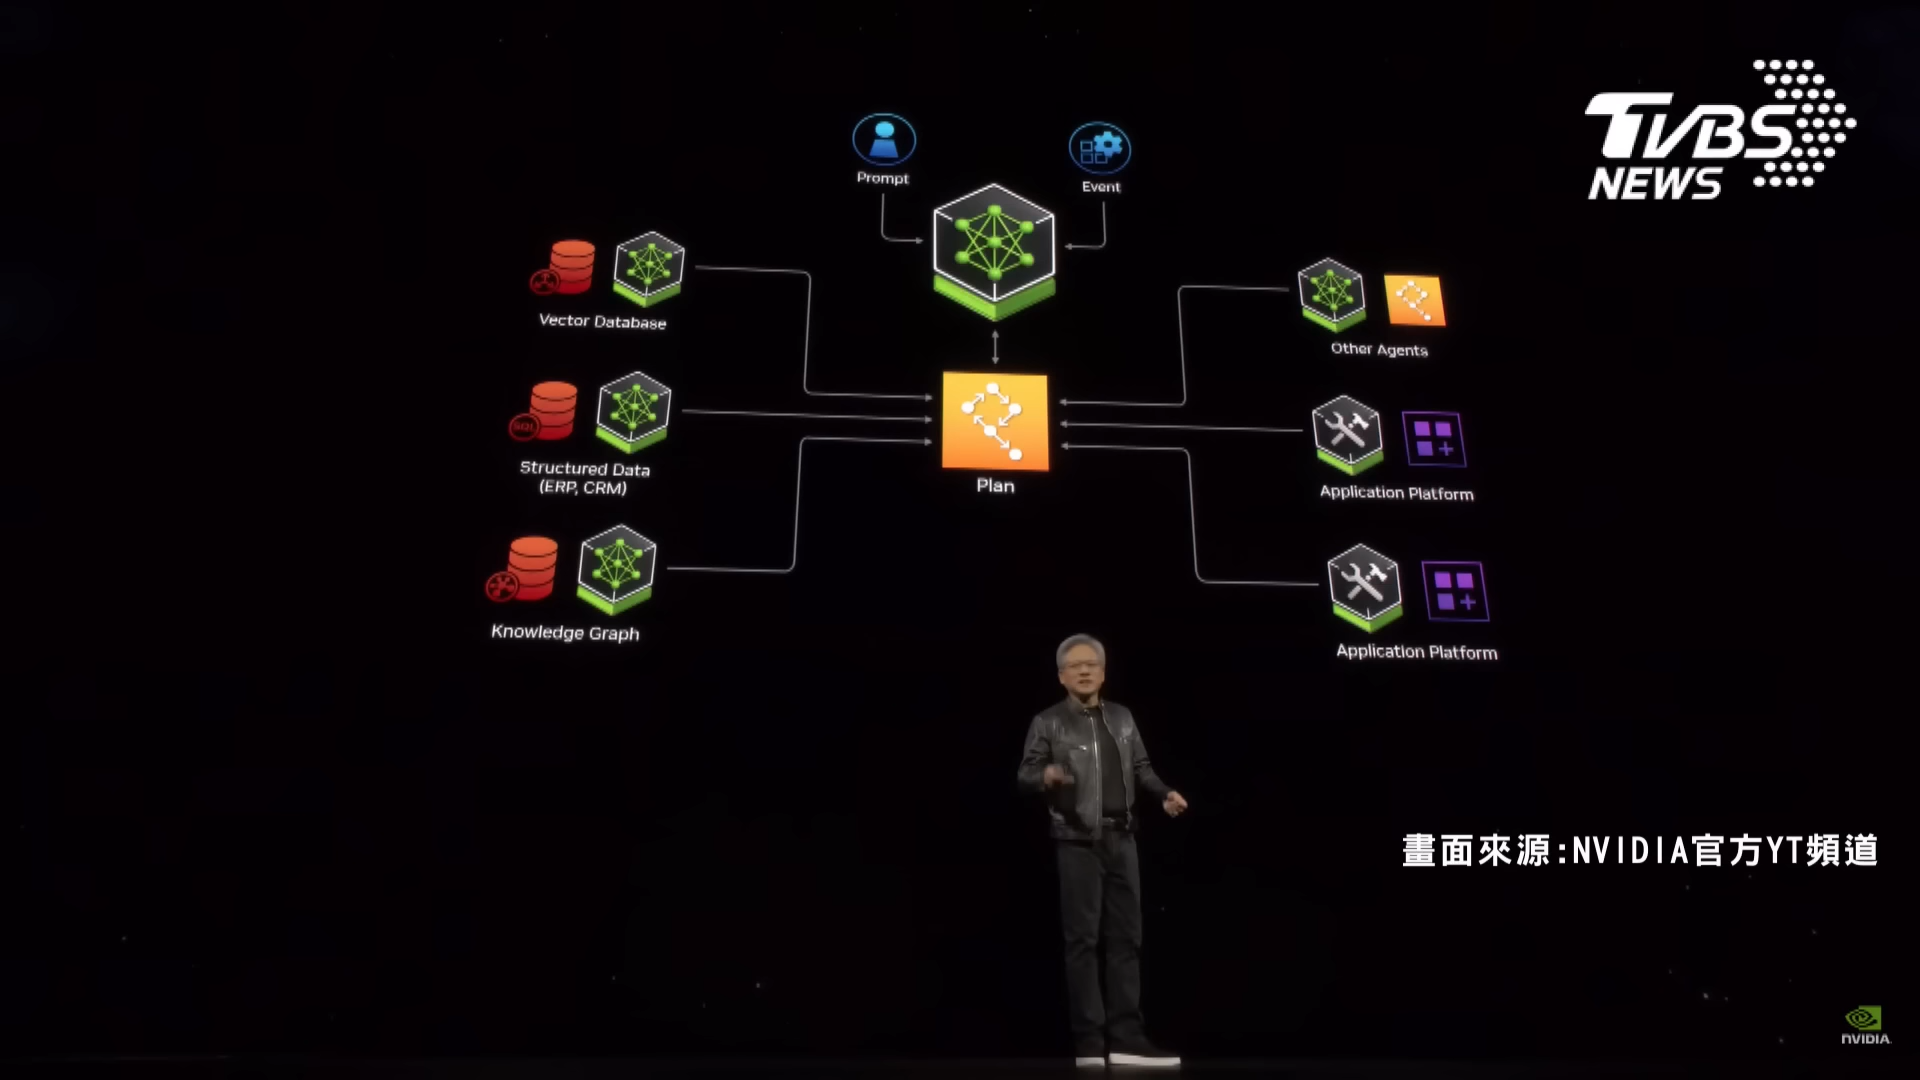 TVBS
NEWS
Prompt
Event
Vector Database
Other Agents
SQL
Structured Data
(ERP, CRM)
Plan
Application Platform
Knowledge Graph
Application Platform
畫面來源:NVIDIA官方YT頻道
NVIDIA